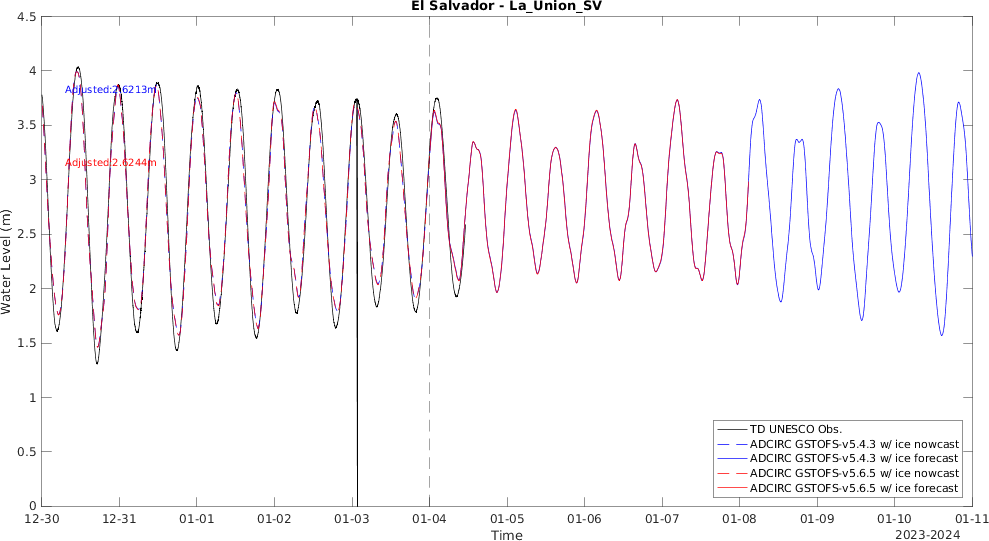 El Salvador - La_Union_SV
4.5
4
3.5
3
2.5
2
1.5
1
0.5
0
Water Level (m)
Adjusted:2.6213m
Adjusted:2.6244m
TD UNESCO Obs.
ADCIRC GSTOFS-v5.4.3 w/ ice nowcast
ADCIRC GSTOFS-v5.4.3 w/ ice forecast
ADCIRC GSTOFS-v5.6.5 w/ ice nowcast
ADCIRC GSTOFS-v5.6.5 w/ ice forecast
12-30 12-31 01-01 01-02 01-03 01-04 01-05 01-06 01-07 01-08 01-09 01-10 01-11
Time
2023-2024